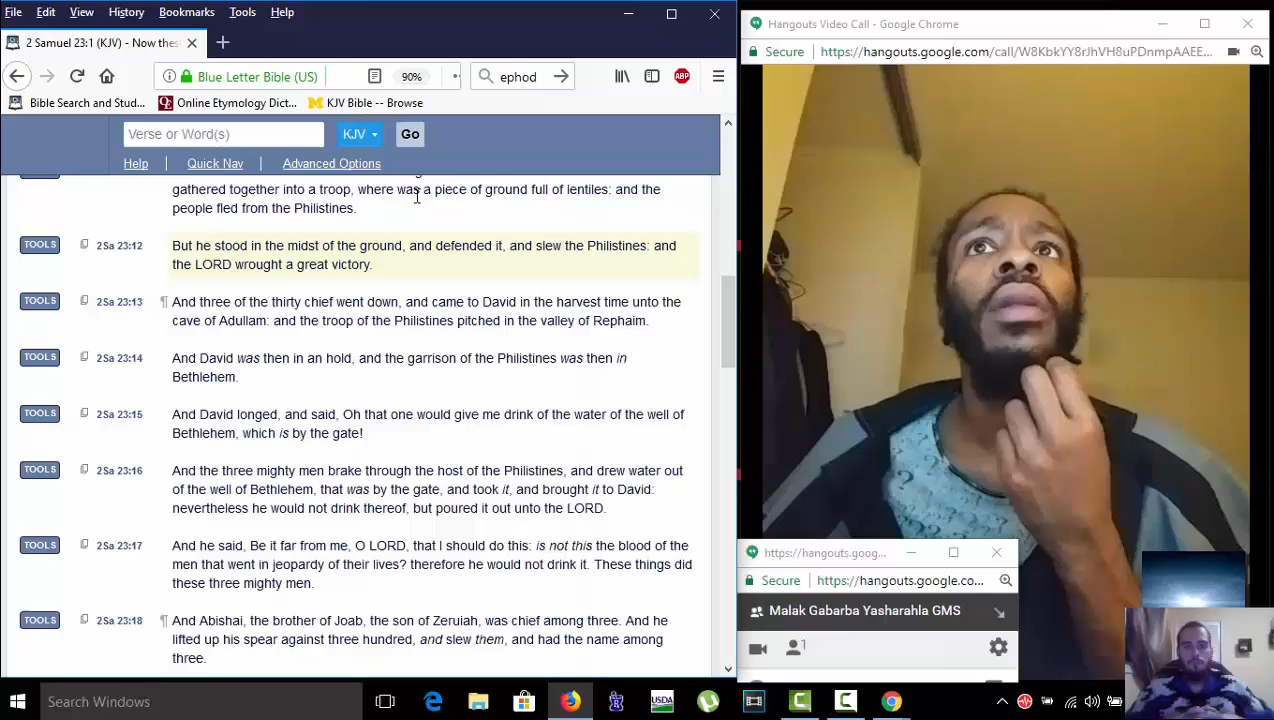 File Edit View History Bookmarks Tools Help
2 Samuel 23:1 (KJV) - Now thes
Blue Letter Bible (US) 90% ephod
Bible Search and Stud... Online Etymology Dict... KJV Bible -- Browse
Verse or Word(s) KJV Go
Help Quick Nav Advanced Options
gathered together into a troop, where was a piece of ground full of lentiles: and the
people fled from the Philistines.
TOOLS 2Sa 23:12 But he stood in the midst of the ground, and defended it, and slew the Philistines: and
the LORD wrought a great victory.
TOOLS 2Sa 23:13 ¶ And three of the thirty chief went down, and came to David in the harvest time unto the
cave of Adullam: and the troop of the Philistines pitched in the valley of Rephaim.
TOOLS 2Sa 23:14 And David was then in an hold, and the garrison of the Philistines was then in
Bethlehem.
TOOLS 2Sa 23:15 And David longed, and said, Oh that one would give me drink of the water of the well of
Bethlehem, which is by the gate!
TOOLS 2Sa 23:16 And the three mighty men brake through the host of the Philistines, and drew water out
of the well of Bethlehem, that was by the gate, and took it, and brought it to David:
nevertheless he would not drink thereof, but poured it out unto the LORD.
TOOLS 2Sa 23:17 And he said, Be it far from me, O LORD, that I should do this: is not this the blood of the
men that went in jeopardy of their lives? therefore he would not drink it. These things did
these three mighty men.
TOOLS 2Sa 23:18 ¶ And Abishai, the brother of Joab, the son of Zeruiah, was chief among three. And he
lifted up his spear against three hundred, and slew them, and had the name among
three.
Hangouts Video Call - Google Chrome
Secure https://hangouts.google.com/call/W8KbkYY8rJhVH8uPDnmpAAEE...
https://hangouts.goog...
Secure https://hangouts.google.co...
Malak Gabarba Yasharahla GMS
1
Search Windows
USDA